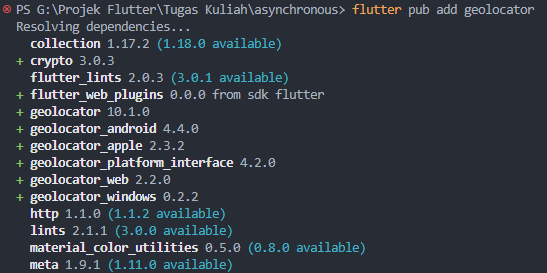 PS G:\Projek Flutter\Tugas Kuliah\asynchronous> flutter pub add geolocator
Resolving dependencies...
  collection 1.17.2 (1.18.0 available)
+ crypto 3.0.3
  flutter_lints 2.0.3 (3.0.1 available)
+ flutter_web_plugins 0.0.0 from sdk flutter
+ geolocator 10.1.0
+ geolocator_android 4.4.0
+ geolocator_apple 2.3.2
+ geolocator_platform_interface 4.2.0
+ geolocator_web 2.2.0
+ geolocator_windows 0.2.2
  http 1.1.0 (1.1.2 available)
  lints 2.1.1 (3.0.0 available)
  material_color_utilities 0.5.0 (0.8.0 available)
  meta 1.9.1 (1.11.0 available)